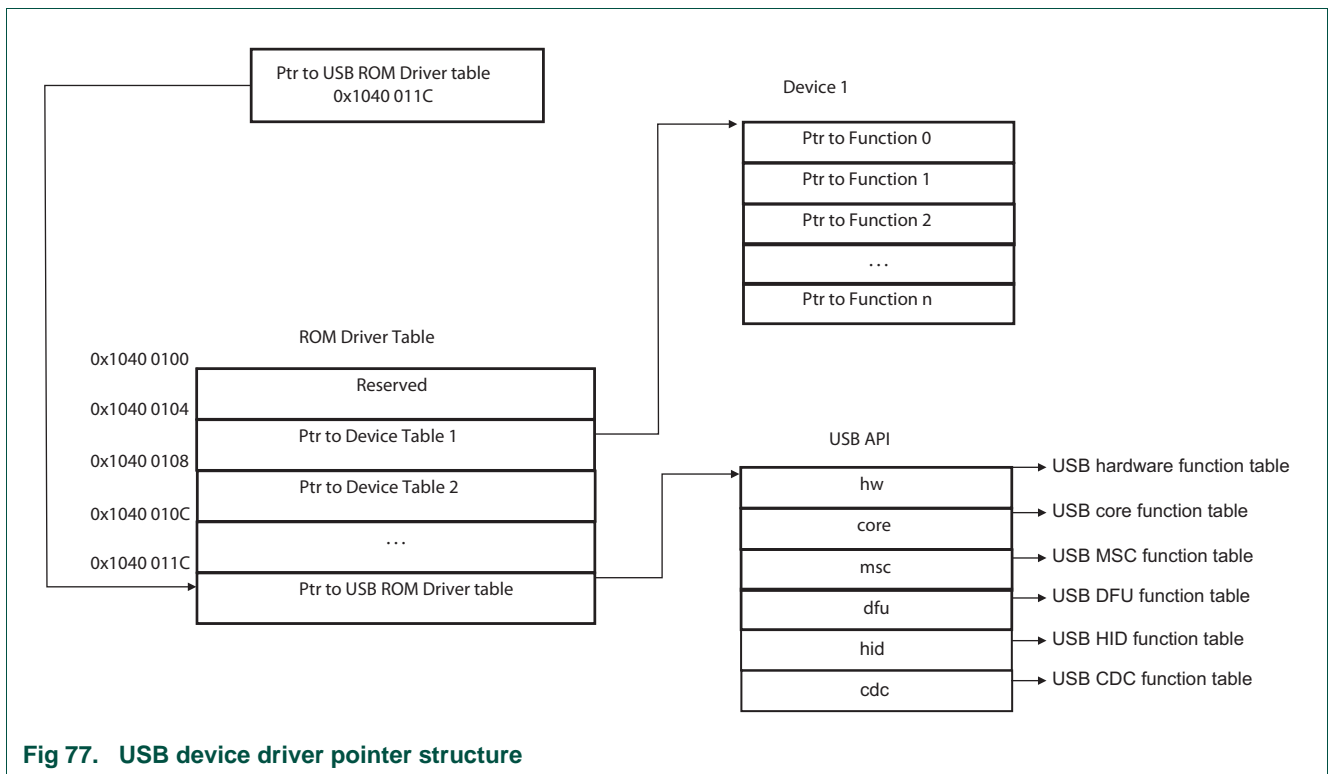 Ptr to USB ROM Driver table
0x1040 011C
Device 1
Ptr to Function 0
Ptr to Function 1
Ptr to Function 2
...
Ptr to Function n
ROM Driver Table
0x1040 0100
Reserved
0x1040 0104
Ptr to Device Table 1
0x1040 0108
Ptr to Device Table 2
0x1040 010C
...
0x1040 011C
Ptr to USB ROM Driver table
USB API
hw
USB hardware function table
core
USB core function table
msc
USB MSC function table
dfu
USB DFU function table
hid
USB HID function table
cdc
USB CDC function table
Fig 77. USB device driver pointer structure